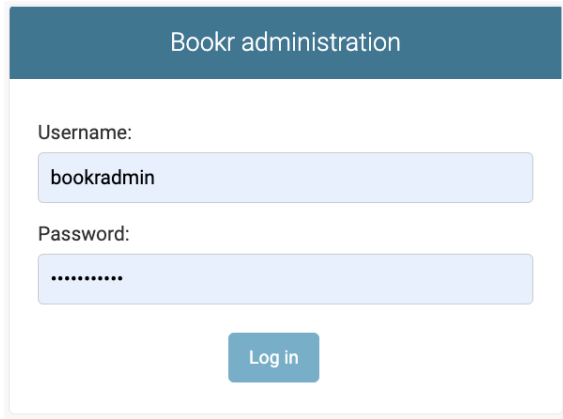 Bookr administration
Username:
bookradmin
Password:
•••••••••••
Log in